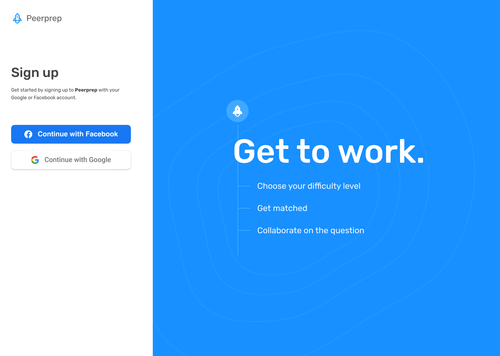 Peerprep
Sign up
Get started by signing up to Peerprep with your
Google or Facebook account.
Continue with Facebook
Continue with Google
Get to work.
Choose your difficulty level
Get matched
Collaborate on the question